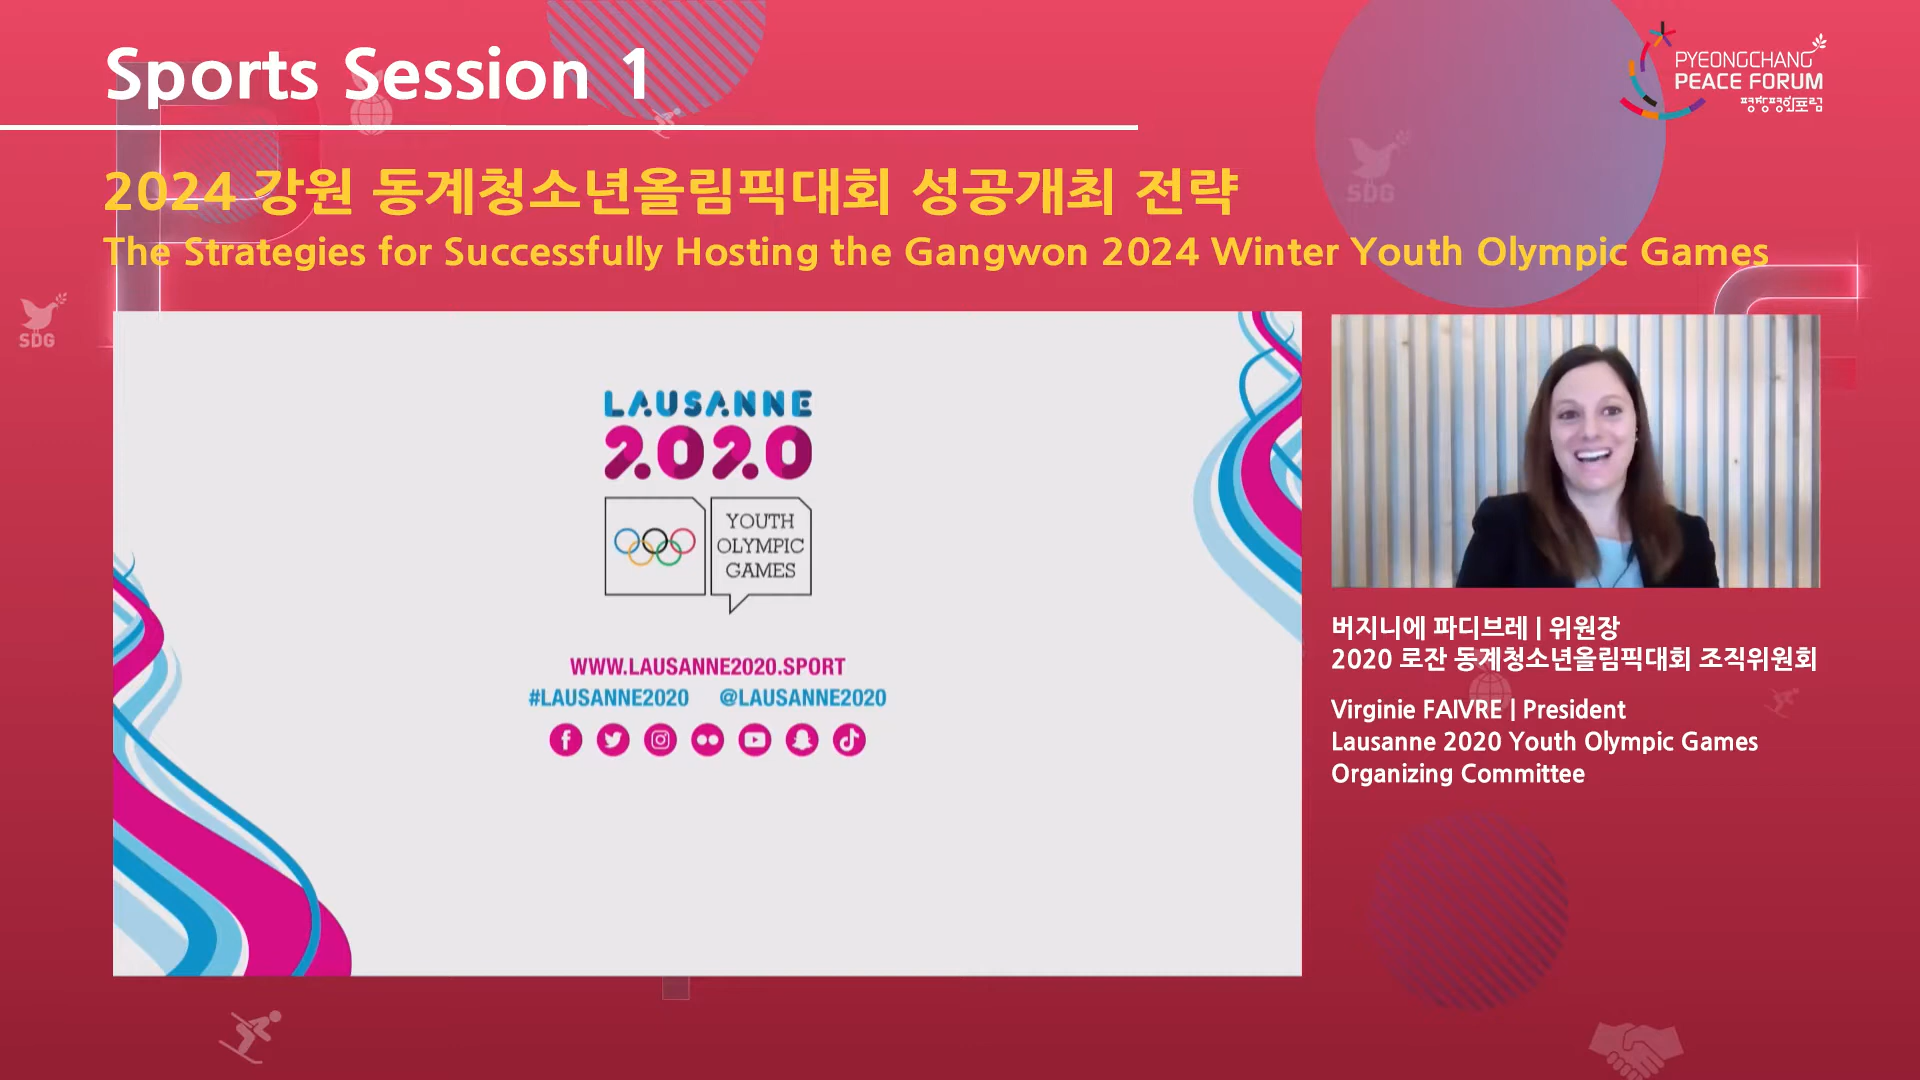 Sports Session 1
PYEONGCHANG
PEACE FORUM
평창평화포럼
2024 강원 동계청소년올림픽대회 성공개최 전략
The Strategies for Successfully Hosting the Gangwon 2024 Winter Youth Olympic Games
SDG
SDG
LAUSANNE
2020
YOUTH
OLYMPIC
GAMES
WWW.LAUSANNE2020.SPORT
#LAUSANNE2020 @LAUSANNE2020
버지니에 파디브레 | 위원장
2020 로잔 동계청소년올림픽대회 조직위원회
Virginie FAIVRE | President
Lausanne 2020 Youth Olympic Games
Organizing Committee